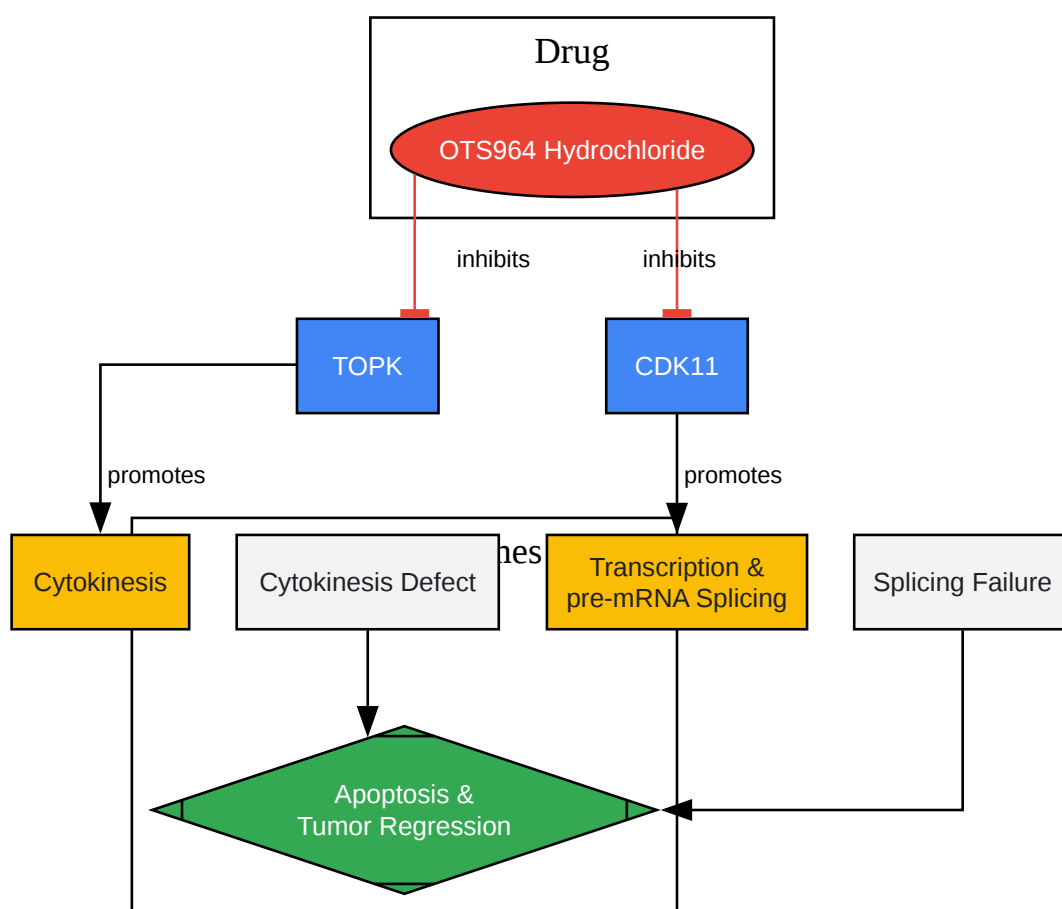 Drug
OTS964 Hydrochloride
inhibits
inhibits
TOPK
CDK11
promotes
promotes
Cytokinesis
Cytokinesis Defect
Transcription &
pre-mRNA Splicing
Splicing Failure
Apoptosis &
Tumor Regression